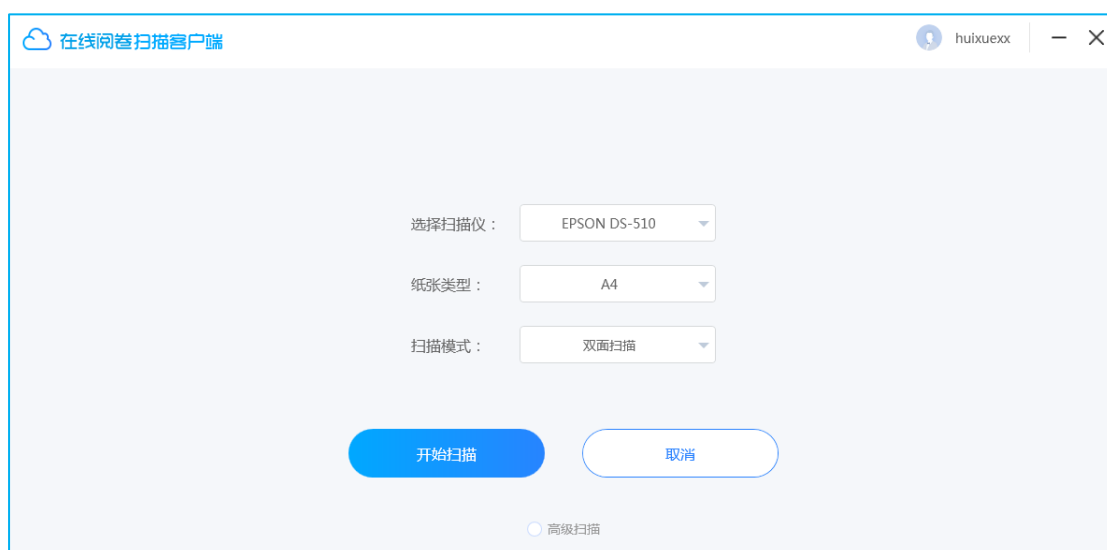 在线阅卷扫描客户端 huixuexx
选择扫描仪： EPSON DS-510
纸张类型： A4
扫描模式： 双面扫描
开始扫描 取消
高级扫描